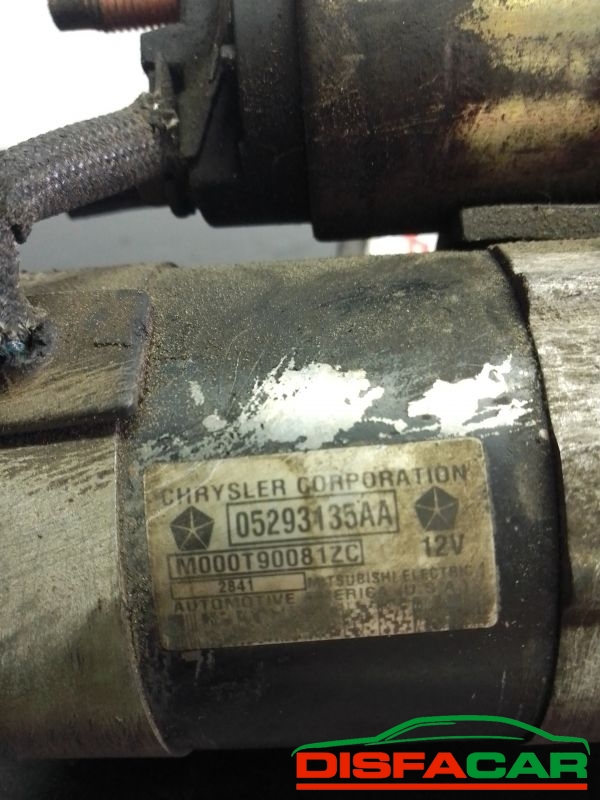 CHRYSLER CORPORATION
05293135AA
M000T90081ZC
12V
2841
MITSUBISHI ELECTRIC
AUTOMOTIVE
U.S.A.
DISFACAR